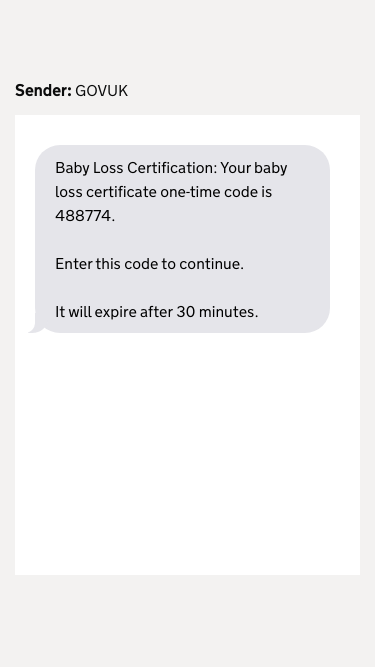 Sender: GOVUK
Baby Loss Certification: Your baby
loss certificate one-time code is
488774.
Enter this code to continue.
It will expire after 30 minutes.